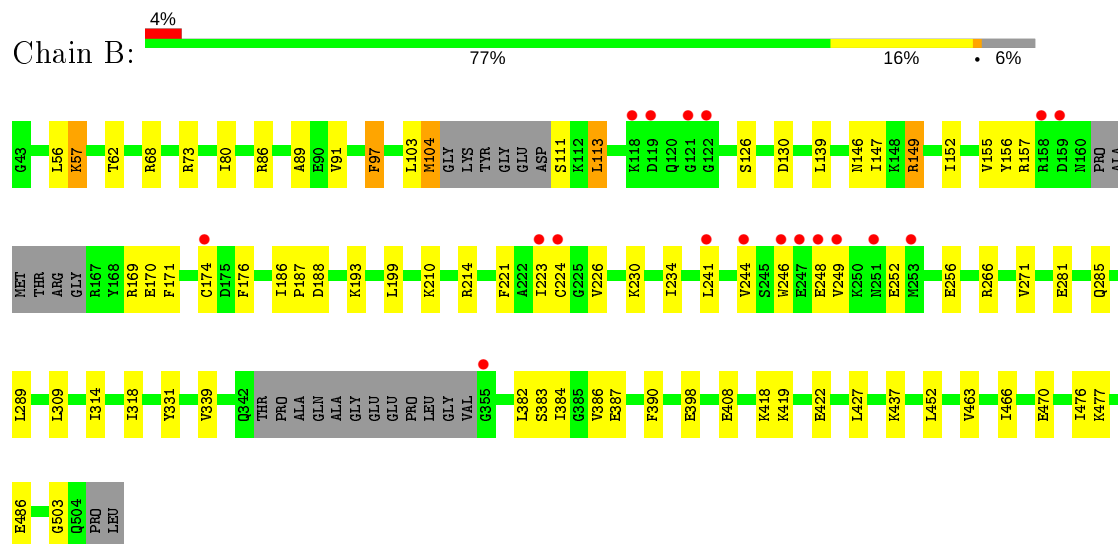 4%
Chain B:
77% 16% • 6%
G43 L56 K57 T62 R68 R73 I80 R86 A89 E90 V91 F97 L103 M104 GLY LYS TYR GLY GLU ASP S111 K112 L113 K118 D119 Q120 G121 G122 S126 D130 L139 N146 I147 K148 R149 I152 V155 Y156 R157 R158 D159 N160 PRO ALA
MET THR ARG GLY R167 Y168 R169 E170 F171 C174 D175 F176 I186 P187 D188 K193 L199 K210 R214 F221 A222 I223 C224 G225 V226 K230 I234 L241 V244 S245 W246 E247 E248 V249 K250 N251 E252 M253 E256 R266 V271 E281 Q285
L289 L309 I314 I318 Y331 V339 Q342 THR PRO ALA GLN ALA GLY GLU GLU PRO LEU GLY VAL G355 L382 S383 I384 G385 V386 E387 F390 E398 E408 K418 K419 E422 L427 K437 L452 V463 I466 E470 I476 K477
E486 G503 Q504 PRO LEU